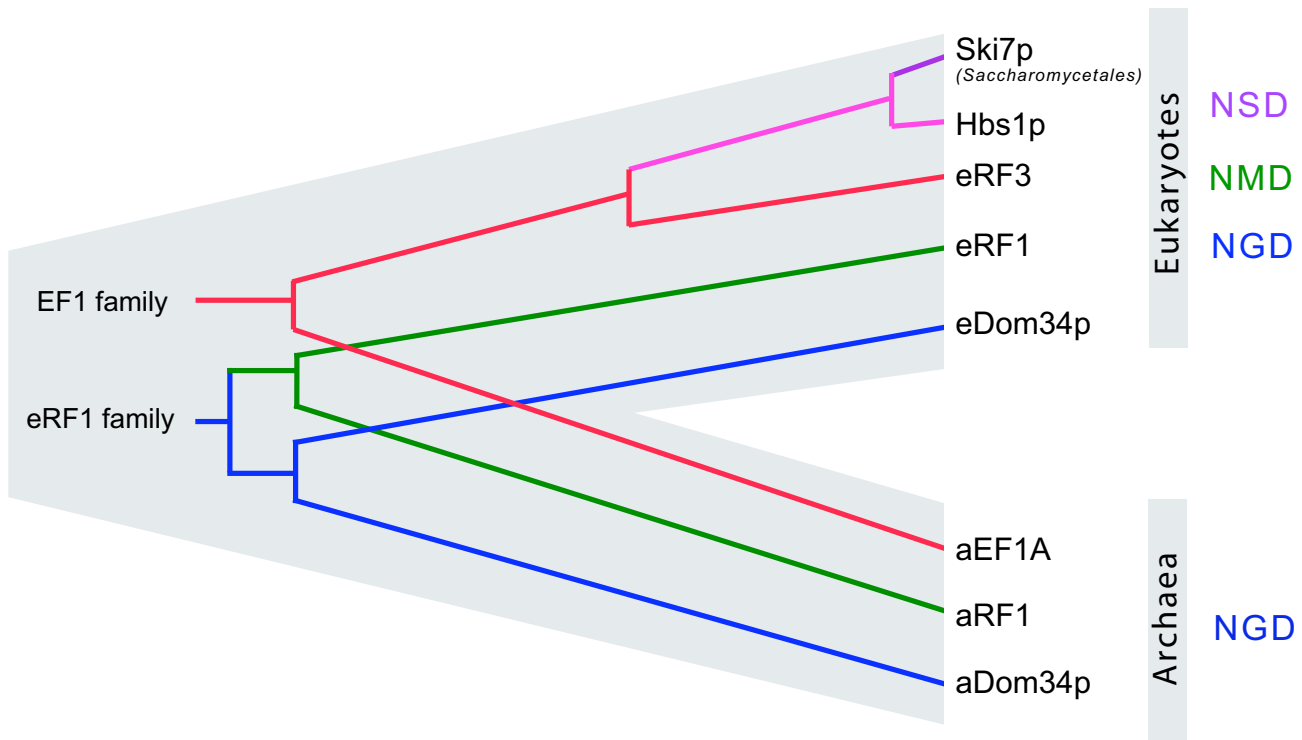 Ski7p
(Saccharomycetales)
Hbs1p
eRF3
eRF1
eDom34p
Eukaryotes
NSD
NMD
NGD
EF1 family
eRF1 family
aEF1A
aRF1
aDom34p
Archaea
NGD